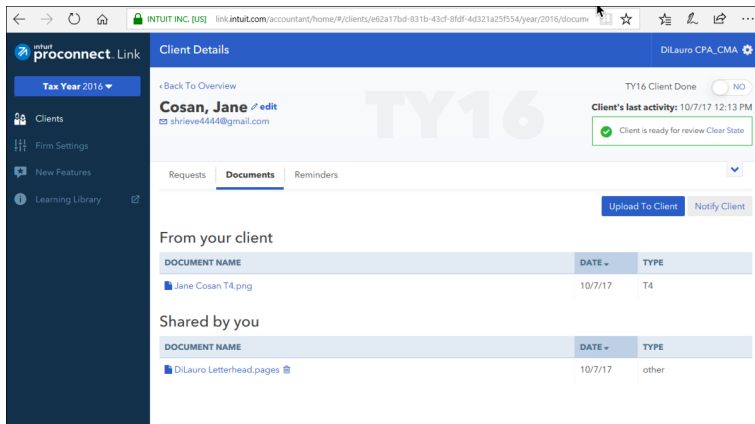 INTUIT INC. [US] link.intuit.com/accountant/home/#/clients/e62a17bd-831b-43cf-8fdf-4d321a25f554/year/2016/docume
intuit
proconnect™ Link
Client Details
DiLauro CPA_CMA
Tax Year 2016
Clients
Firm Settings
New Features
Learning Library
‹ Back To Overview
TY16 Client Done
NO
Cosan, Jane edit
shrieve4444@gmail.com
TY16
Client's last activity: 10/7/17 12:13 PM
Client is ready for review Clear State
Requests Documents Reminders
Upload To Client Notify Client
From your client
DOCUMENT NAME DATE TYPE
Jane Cosan T4.png 10/7/17 T4
Shared by you
DOCUMENT NAME DATE TYPE
DiLauro Letterhead.pages 10/7/17 other